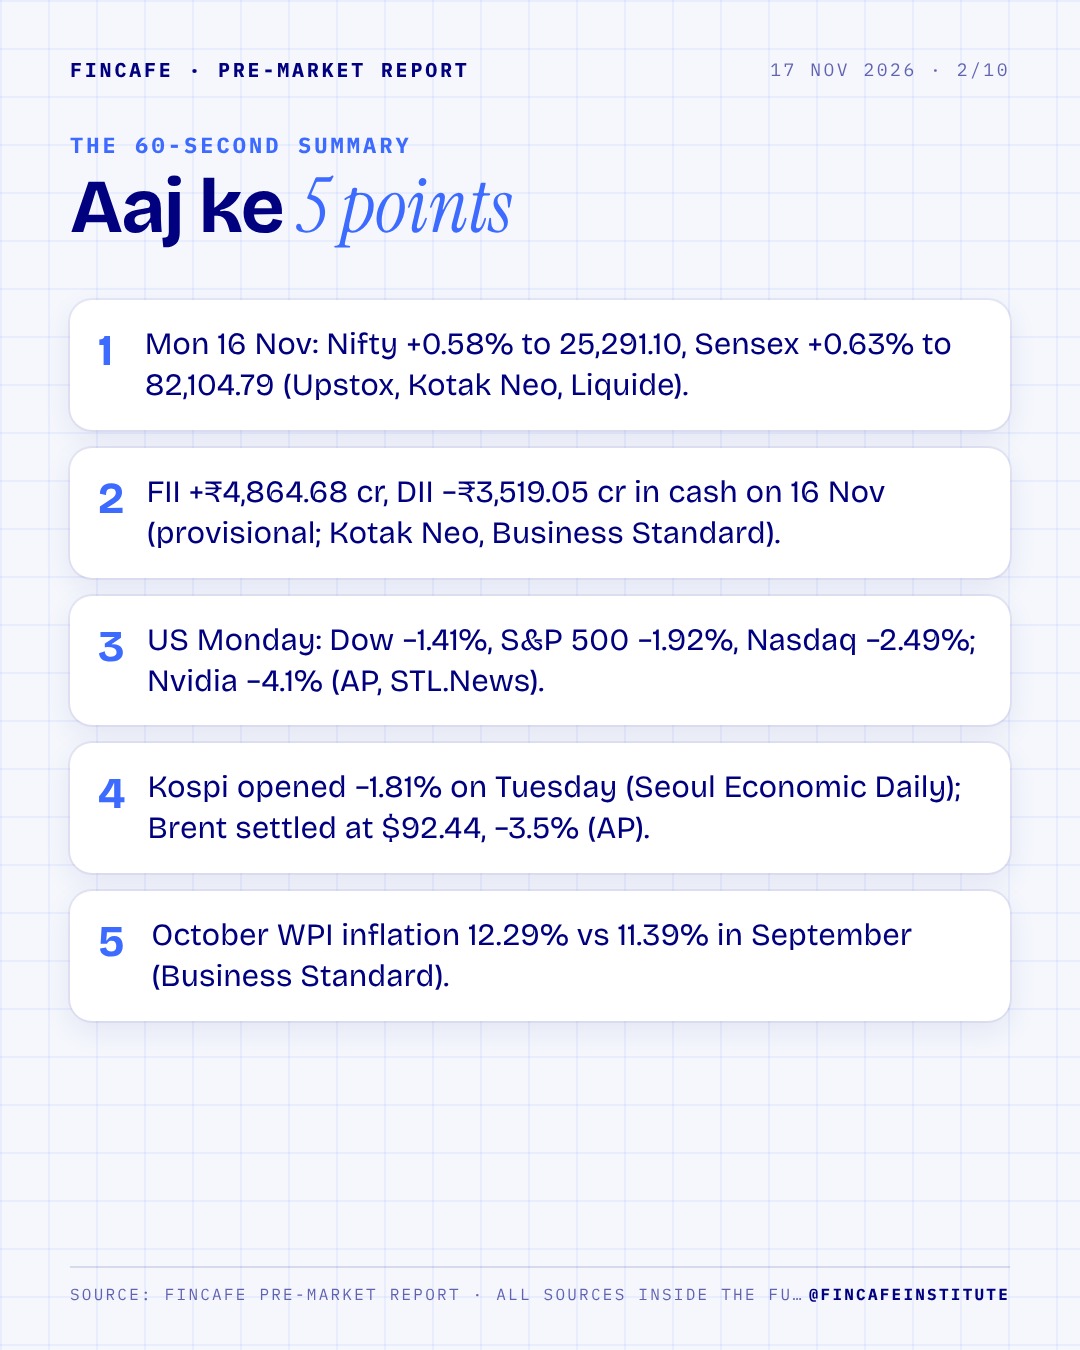 FINCAFE · PRE-MARKET REPORT
17 NOV 2026 · 2/10
THE 60-SECOND SUMMARY
Aaj ke 5 points
1 Mon 16 Nov: Nifty +0.58% to 25,291.10, Sensex +0.63% to
82,104.79 (Upstox, Kotak Neo, Liquide).
2 FII +₹4,864.68 cr, DII −₹3,519.05 cr in cash on 16 Nov
(provisional; Kotak Neo, Business Standard).
3 US Monday: Dow −1.41%, S&P 500 −1.92%, Nasdaq −2.49%;
Nvidia −4.1% (AP, STL.News).
4 Kospi opened −1.81% on Tuesday (Seoul Economic Daily);
Brent settled at $92.44, −3.5% (AP).
5 October WPI inflation 12.29% vs 11.39% in September
(Business Standard).
SOURCE: FINCAFE PRE-MARKET REPORT · ALL SOURCES INSIDE THE FU… @FINCAFEINSTITUTE